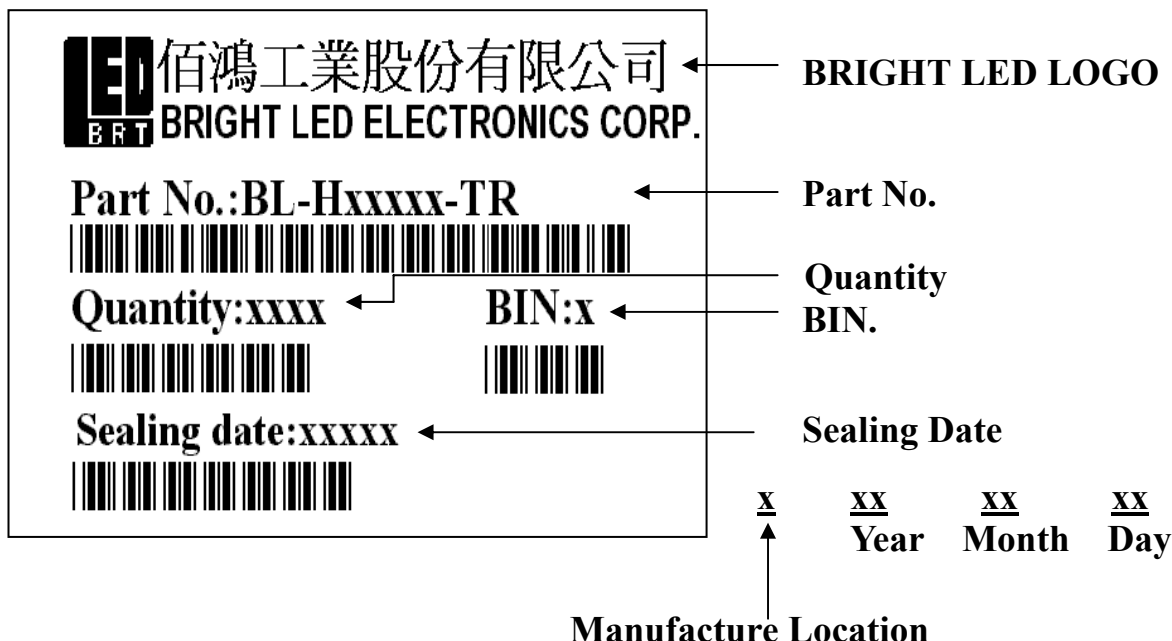 LED 佰鴻工業股份有限公司
BRT BRIGHT LED ELECTRONICS CORP.
BRIGHT LED LOGO
Part No.:BL-Hxxxxx-TR
Part No.
Quantity:xxxx
BIN:x
Quantity
BIN.
Sealing date:xxxxx
Sealing Date
x xx xx xx
Year Month Day
Manufacture Location